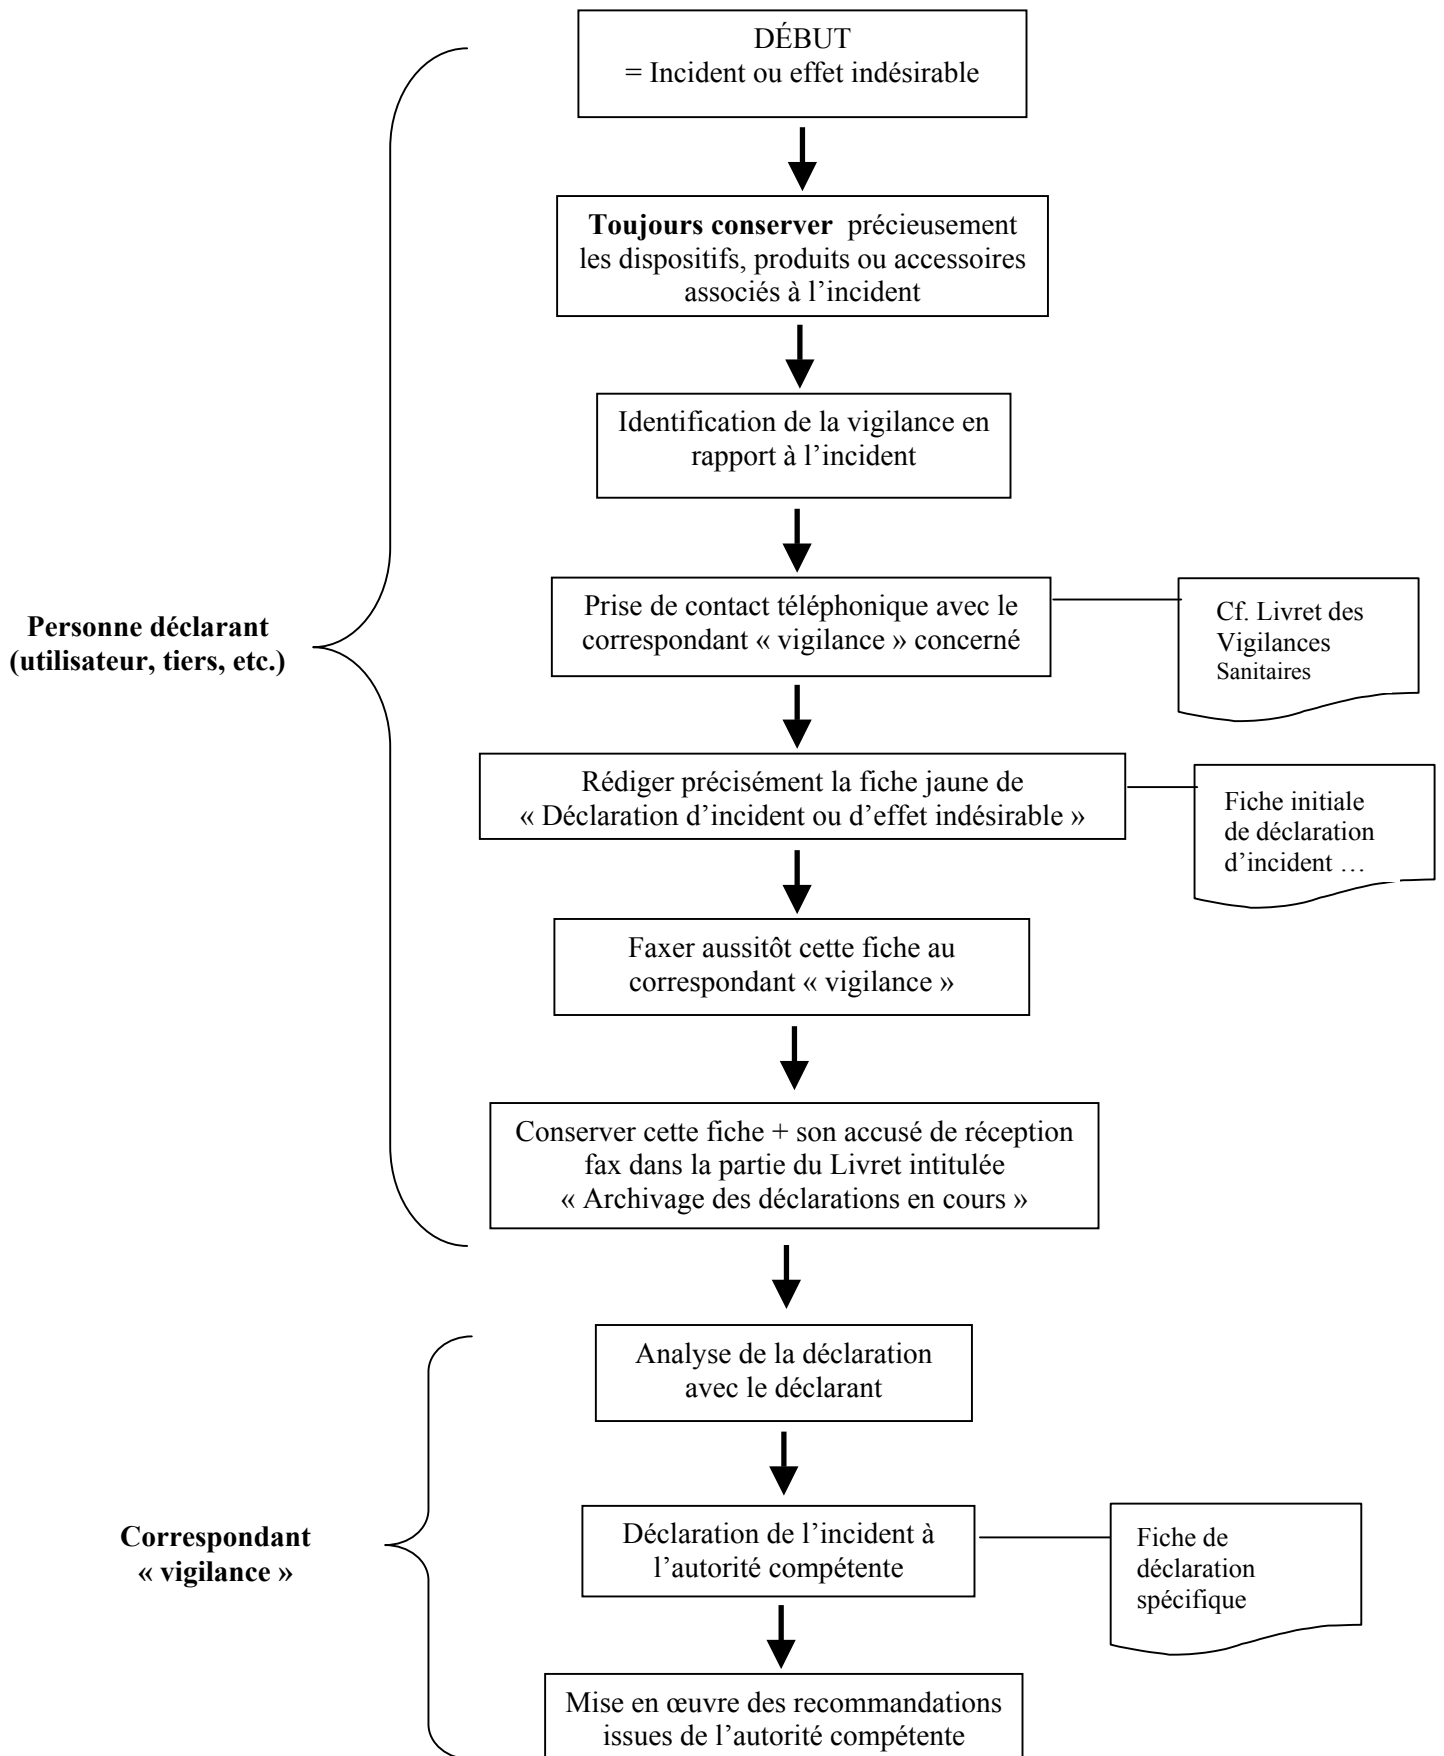 DÉBUT
= Incident ou effet indésirable
Toujours conserver précieusement
les dispositifs, produits ou accessoires
associés à l’incident
Identification de la vigilance en
rapport à l’incident
Prise de contact téléphonique avec le
correspondant « vigilance » concerné
Cf. Livret des
Vigilances
Sanitaires
Personne déclarant
(utilisateur, tiers, etc.)
Rédiger précisément la fiche jaune de
« Déclaration d’incident ou d’effet indésirable »
Fiche initiale
de déclaration
d’incident …
Faxer aussitôt cette fiche au
correspondant « vigilance »
Conserver cette fiche + son accusé de réception
fax dans la partie du Livret intitulée
« Archivage des déclarations en cours »
Analyse de la déclaration
avec le déclarant
Correspondant
« vigilance »
Déclaration de l’incident à
l’autorité compétente
Fiche de
déclaration
spécifique
Mise en œuvre des recommandations
issues de l’autorité compétente